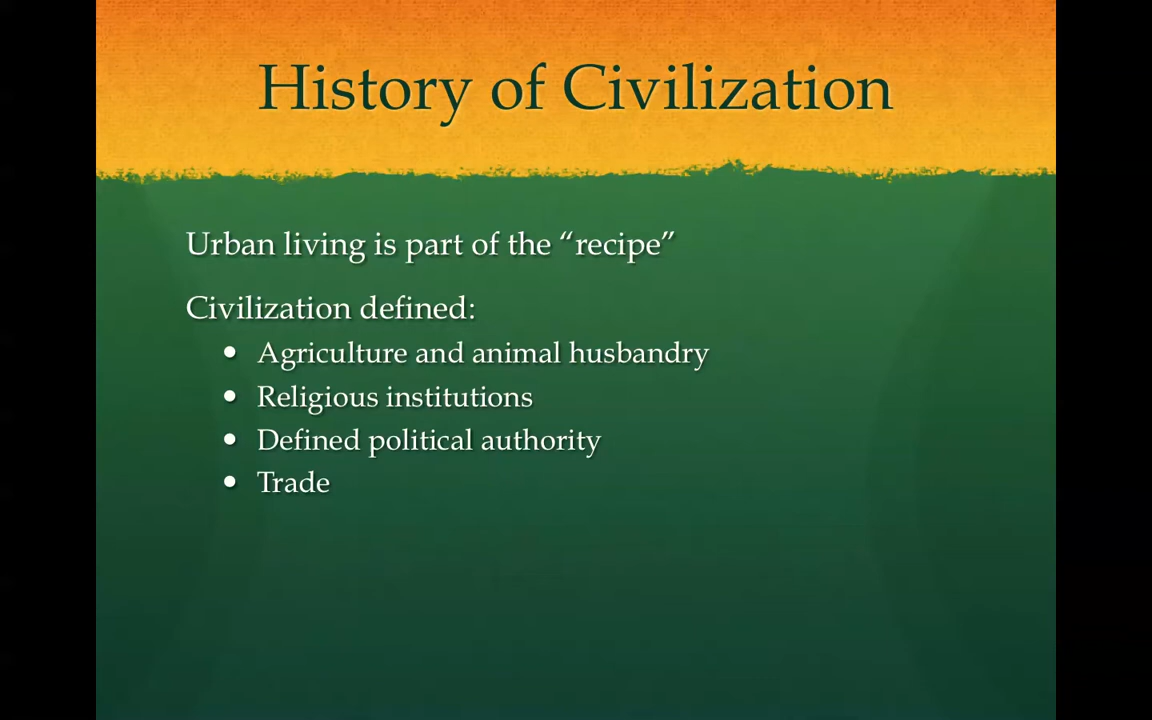 History of Civilization
Urban living is part of the “recipe”
Civilization defined:
• Agriculture and animal husbandry
• Religious institutions
• Defined political authority
• Trade